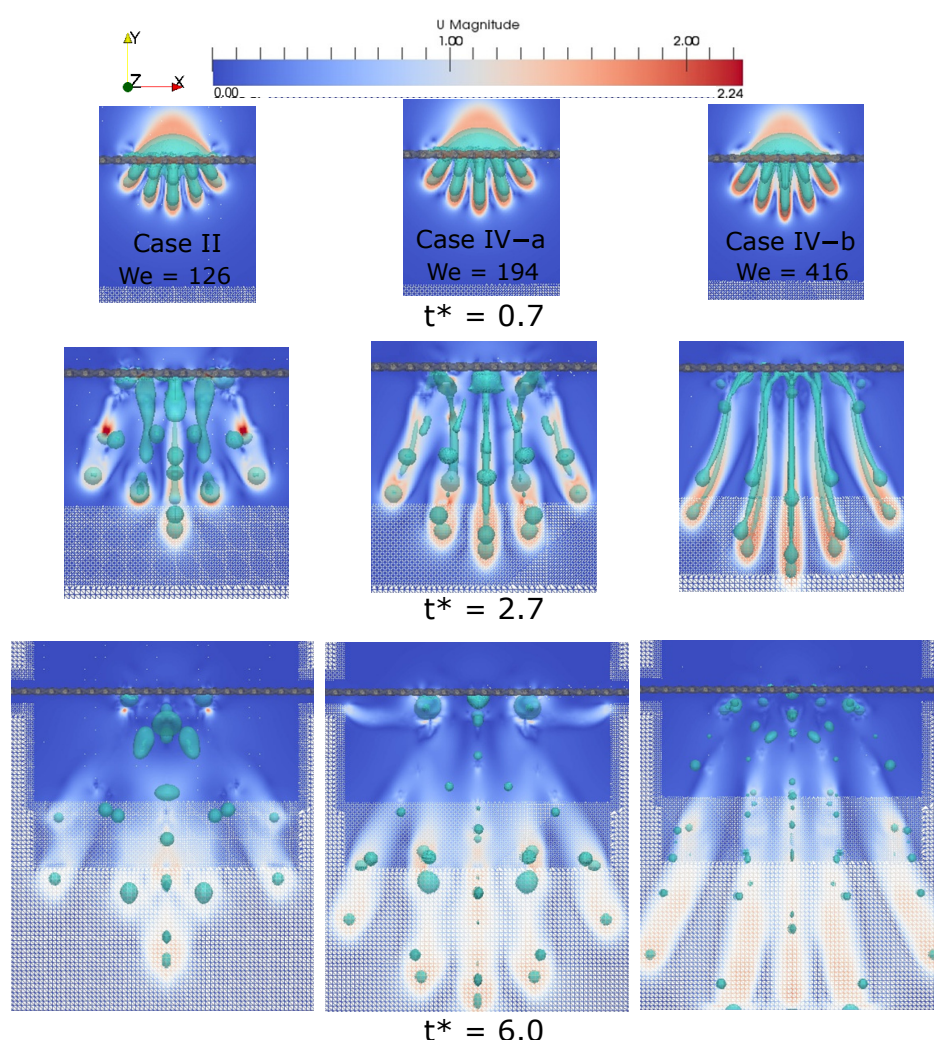 U Magnitude
Y
1.00
2.00
Z
X
0.00
2.24
Case II
We = 126
Case IV−a
We = 194
Case IV−b
We = 416
t* = 0.7
t* = 2.7
t* = 6.0